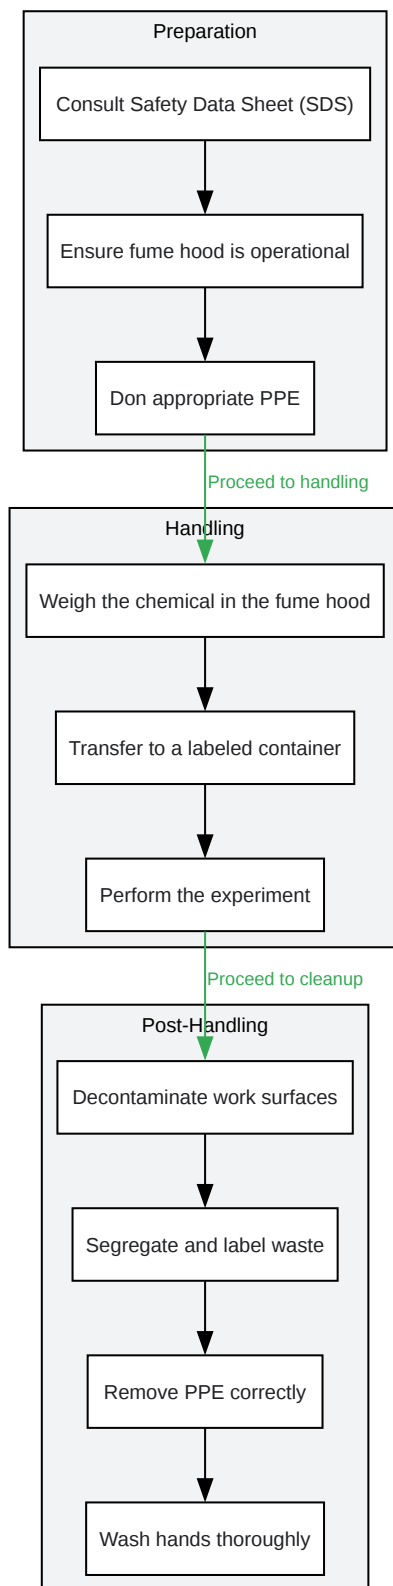 Preparation
Consult Safety Data Sheet (SDS)
Ensure fume hood is operational
Don appropriate PPE
Proceed to handling
Handling
Weigh the chemical in the fume hood
Transfer to a labeled container
Perform the experiment
Proceed to cleanup
Post-Handling
Decontaminate work surfaces
Segregate and label waste
Remove PPE correctly
Wash hands thoroughly